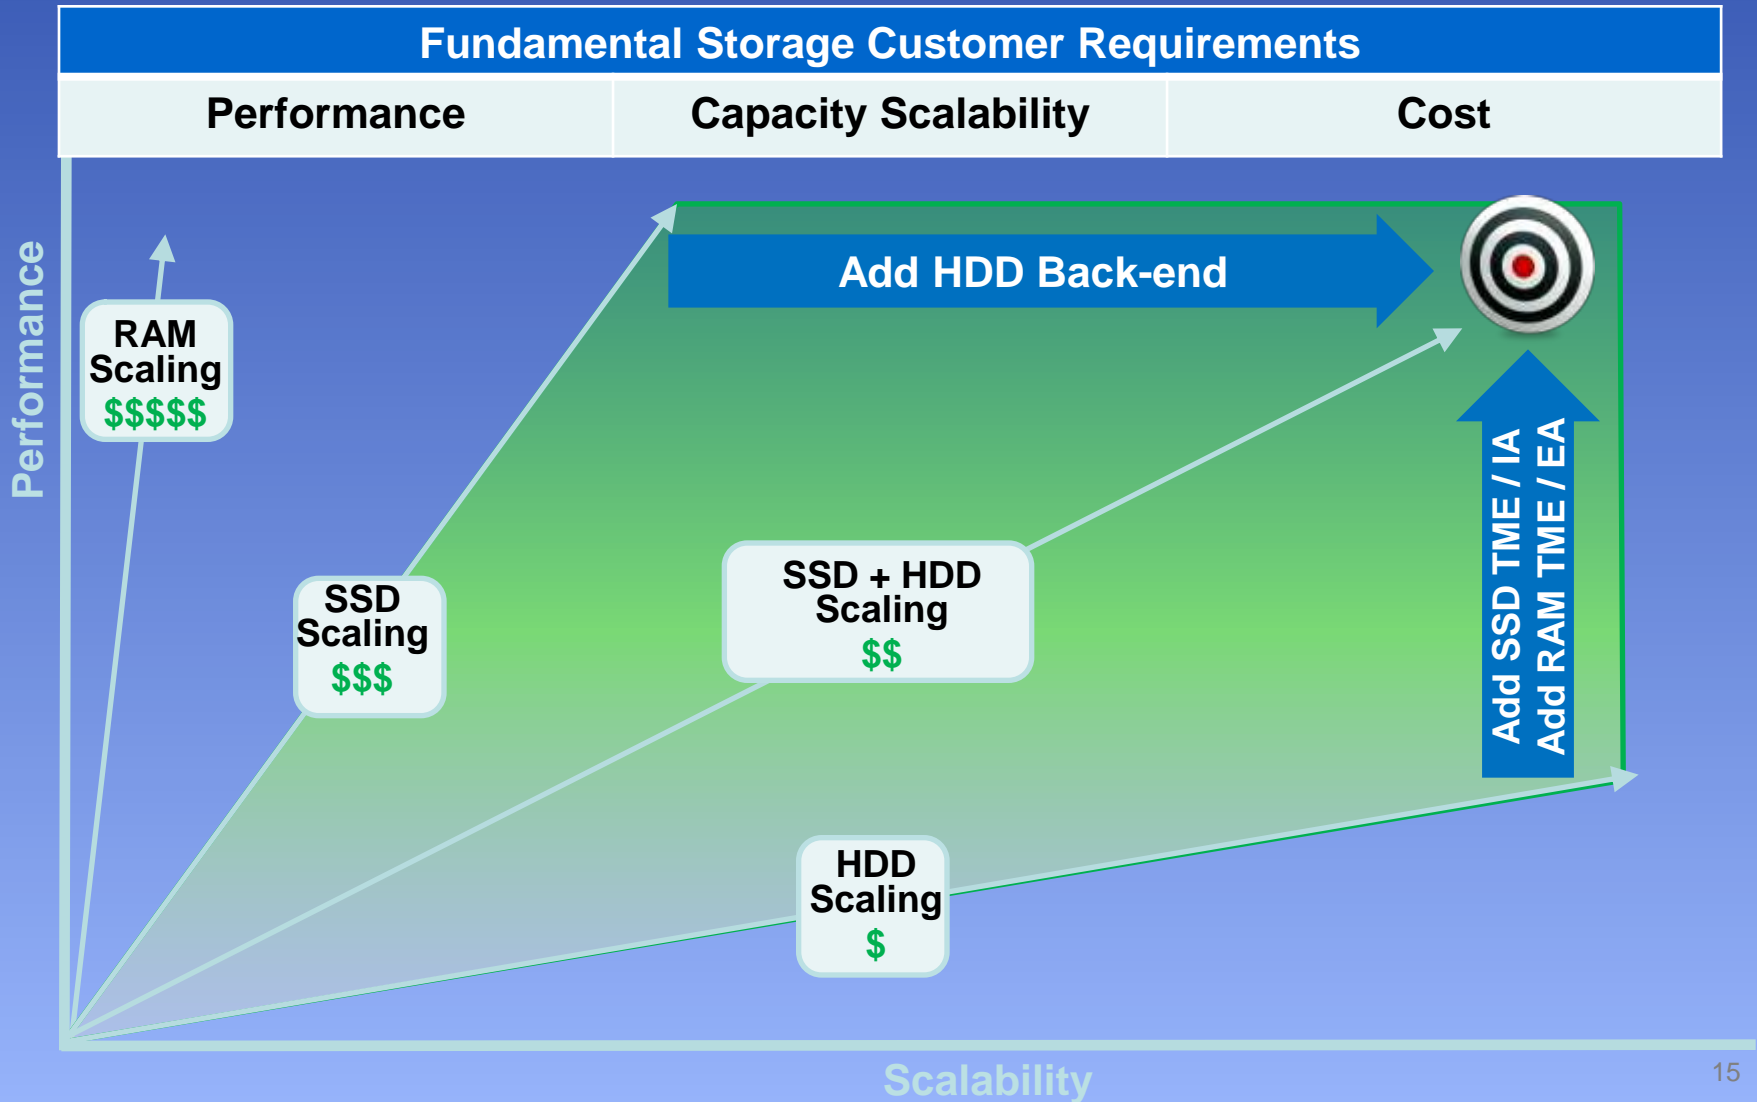 Fundamental Storage Customer Requirements
Performance
Capacity Scalability
Cost
Performance
Add HDD Back-end
RAM
Scaling
$$$$$
SSD
Scaling
$$$
SSD + HDD
Scaling
$$
Add SSD TME / IA
Add RAM TME / EA
HDD
Scaling
$
Scalability
15